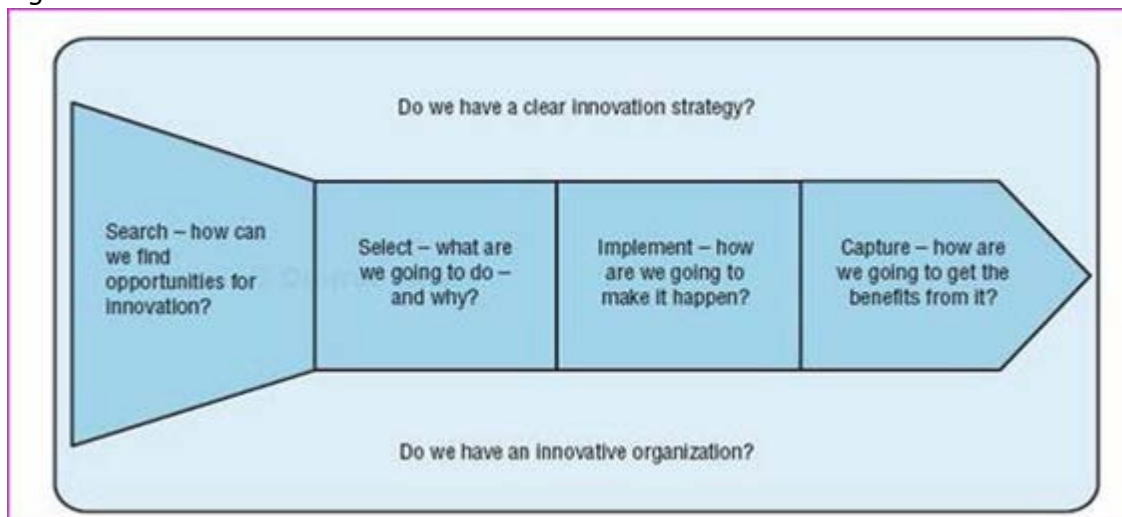 Do we have a clear innovation strategy?
Search – how can
we find
opportunities for
innovation?
Select – what are
we going to do –
and why?
Implement – how
are we going to
make it happen?
Capture – how are
we going to get the
benefits from it?
Do we have an innovative organization?